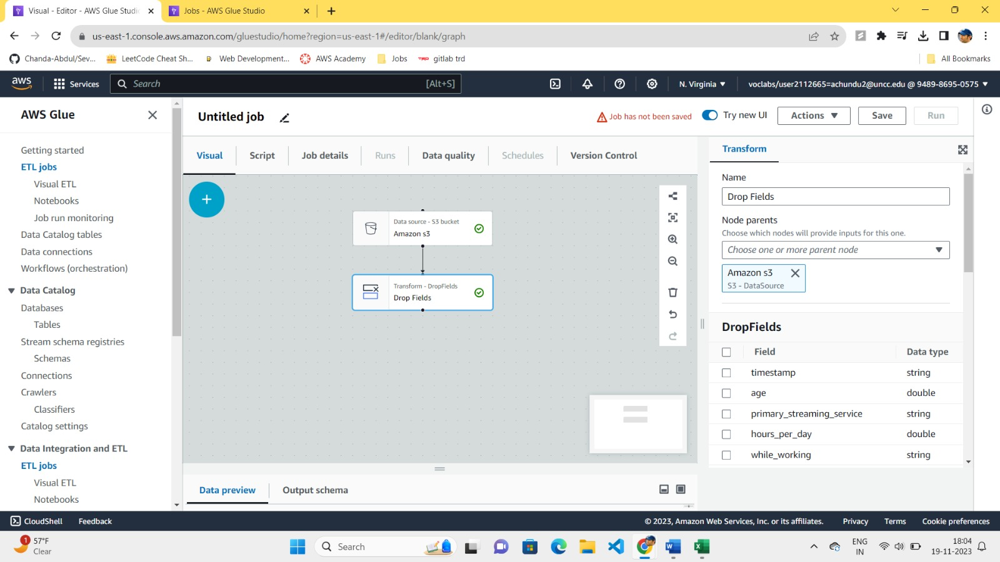 Visual - Editor - AWS Glue Studi
Jobs - AWS Glue Studio
us-east-1.console.aws.amazon.com/gluestudio/home?region=us-east-1#/editor/blank/graph
Chanda-Abdul/Sev...
LeetCode Cheat Sh...
Web Development...
AWS Academy
Jobs
gitlab trd
All Bookmarks
aws
Services
Search
[Alt+S]
N. Virginia
voclabs/user2112665=achundu2@uncc.edu @ 9489-8695-0575
AWS Glue
Getting started
ETL jobs
Visual ETL
Notebooks
Job run monitoring
Data Catalog tables
Data connections
Workflows (orchestration)
Data Catalog
Databases
Tables
Stream schema registries
Schemas
Connections
Crawlers
Classifiers
Catalog settings
Data Integration and ETL
ETL jobs
Visual ETL
Notebooks
Untitled job
Job has not been saved
Try new UI
Actions
Save
Run
Visual
Script
Job details
Runs
Data quality
Schedules
Version Control
Data source - S3 bucket
Amazon s3
Transform - DropFields
Drop Fields
Data preview
Output schema
Transform
Name
Drop Fields
Node parents
Choose which nodes will provide inputs for this one.
Choose one or more parent node
Amazon s3
S3 - DataSource
DropFields
Field Data type
timestamp string
age double
primary_streaming_service string
hours_per_day double
while_working string
CloudShell
Feedback
© 2023, Amazon Web Services, Inc. or its affiliates.
Privacy
Terms
Cookie preferences
1
57°F
Clear
Search
ENG
IN
18:04
19-11-2023